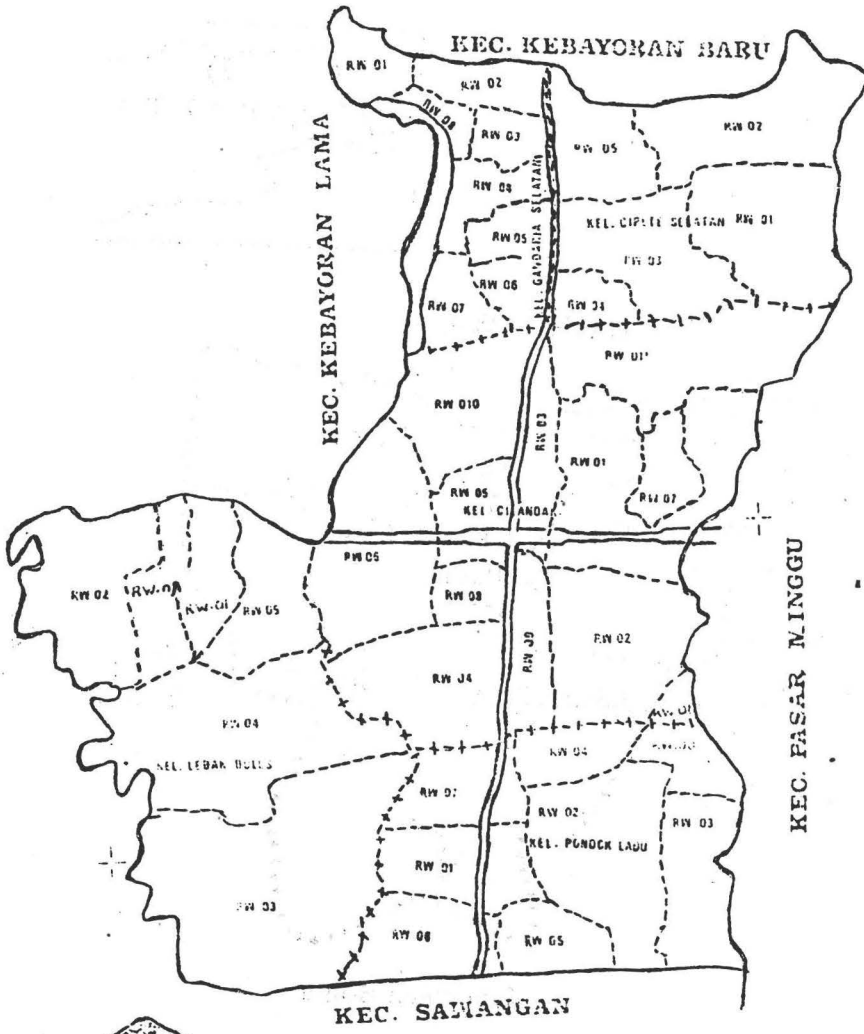 KEC. KEBAYORAN BARU
RW 01
RW 02
RW 03
RW 05
RW 02
KEC. KEBAYORAN LAMA
RW 04
KEL. GANDARIA SELATAN
KEL. CIPETE SELATAN
RW 01
RW 05
RW 03
RW 06
RW 07
RW 04
RW 01
RW 010
RW 03
RW 01
RW 05
RW 07
KEL. CILANDAK
RW 05
RW 02
RW-01
RW 05
RW 08
RW 09
RW 02
KEC. PASAR MINGGU
RW 04
RW 04
RW 04
KEL. LEBAK BULUS
RW 07
RW 02
RW 03
KEL. PONDOK LABU
RW 01
RW 03
RW 06
RW 05
KEC. SAWANGAN